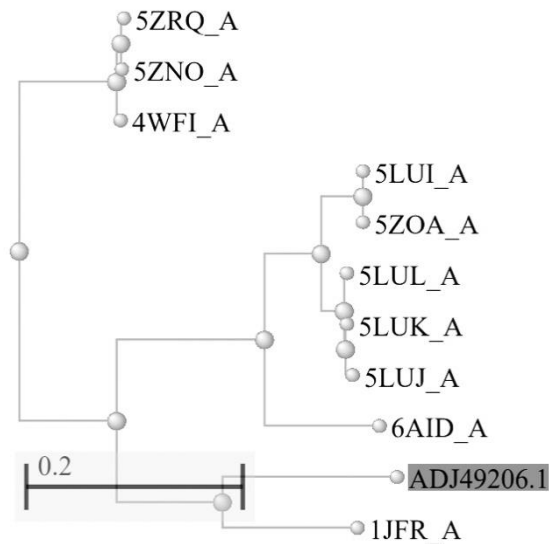 5ZRQ_A
5ZNO_A
4WFI_A
5LUI_A
5ZOA_A
5LUL_A
5LUK_A
5LUJ_A
6AID_A
0.2
ADJ49206.1
1JFR_A